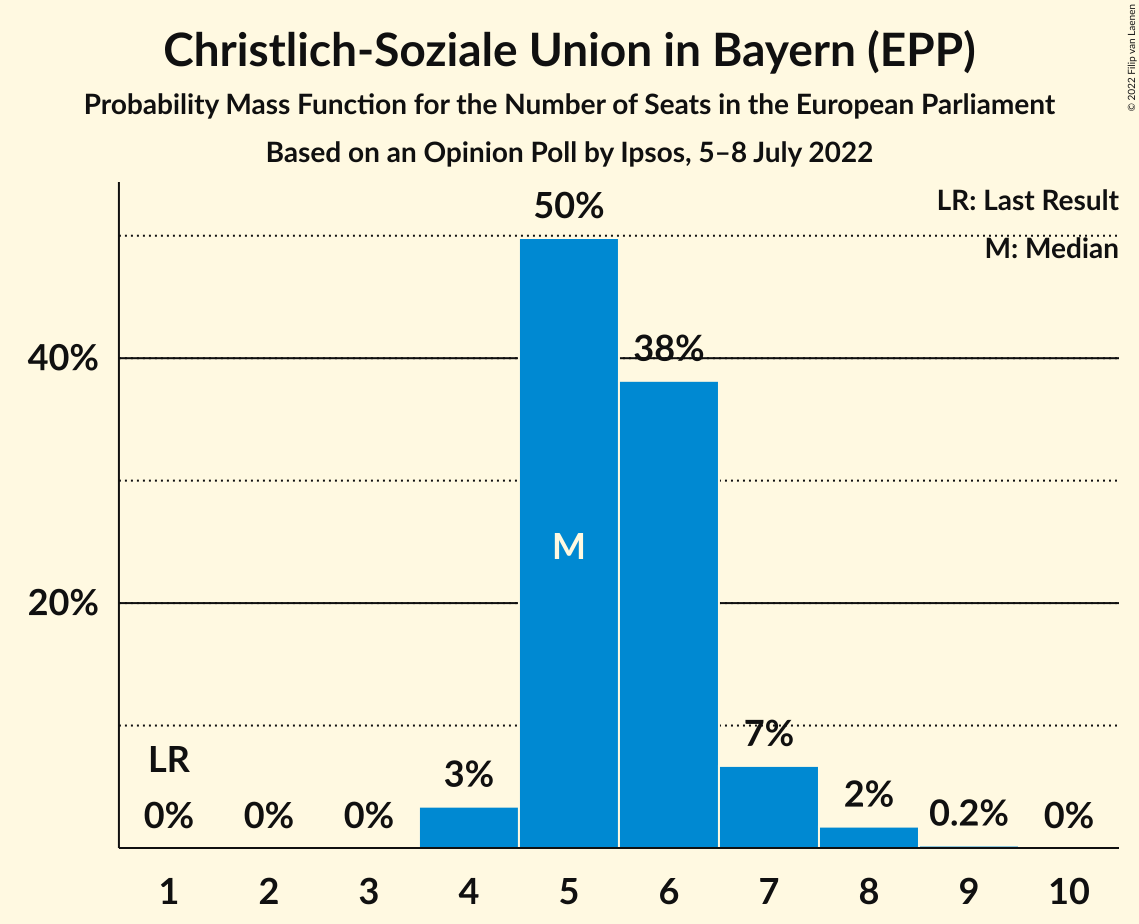 Christlich-Soziale Union in Bayern (EPP)
Probability Mass Function for the Number of Seats in the European Parliament
Based on an Opinion Poll by Ipsos, 5–8 July 2022
© 2022 Filip van Laenen
LR: Last Result
M: Median
50%
40%
38%
M
20%
7%
LR
3%
2%
0%
0%
0%
0.2%
0%
1 2 3 4 5 6 7 8 9 10